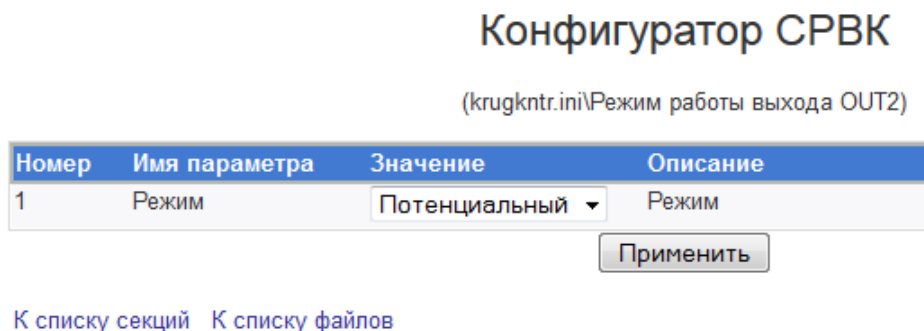 Конфигуратор СРВК
(krugkntr.ini\Режим работы выхода OUT2)
Номер Имя параметра Значение Описание
1 Режим Потенциальный Режим
Применить
К списку секций К списку файлов